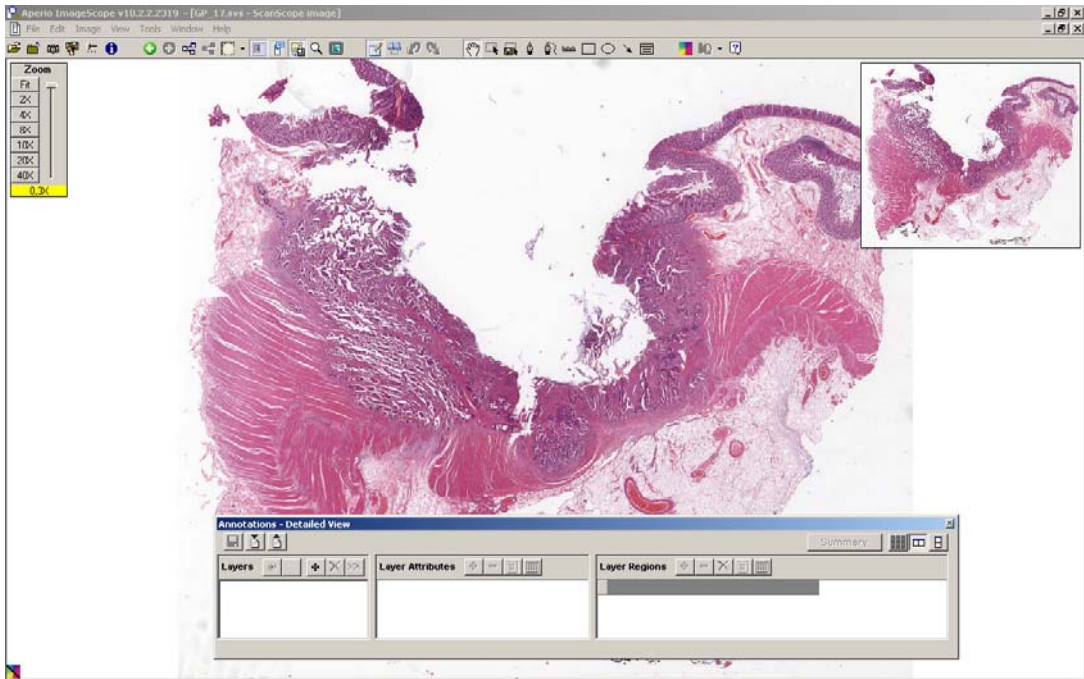 Aperio ImageScope v10.2.2.2319 - [GP_17.svs - ScanScope image]
File Edit Image View Tools Window Help
Zoom
Fit
2X
4X
8X
10X
20X
40X
0,3X
Annotations - Detailed View
Summary
Layers
Layer Attributes
Layer Regions